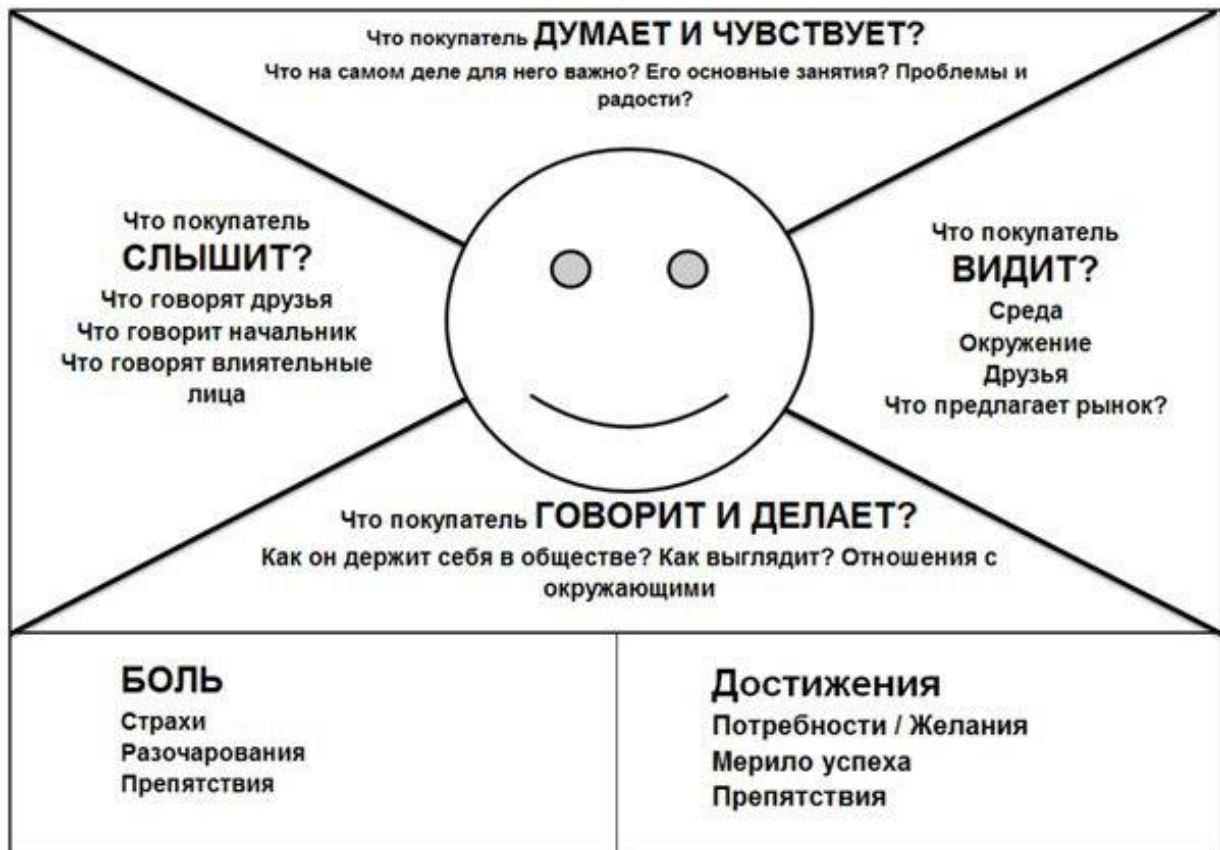 Что покупатель ДУМАЕТ И ЧУВСТВУЕТ?
Что на самом деле для него важно? Его основные занятия? Проблемы и
радости?
Что покупатель
СЛЫШИТ?
Что говорят друзья
Что говорит начальник
Что говорят влиятельные
лица
Что покупатель
ВИДИТ?
Среда
Окружение
Друзья
Что предлагает рынок?
Что покупатель ГОВОРИТ И ДЕЛАЕТ?
Как он держит себя в обществе? Как выглядит? Отношения с
окружающими
БОЛЬ
Страхи
Разочарования
Препятствия
Достижения
Потребности / Желания
Мерило успеха
Препятствия